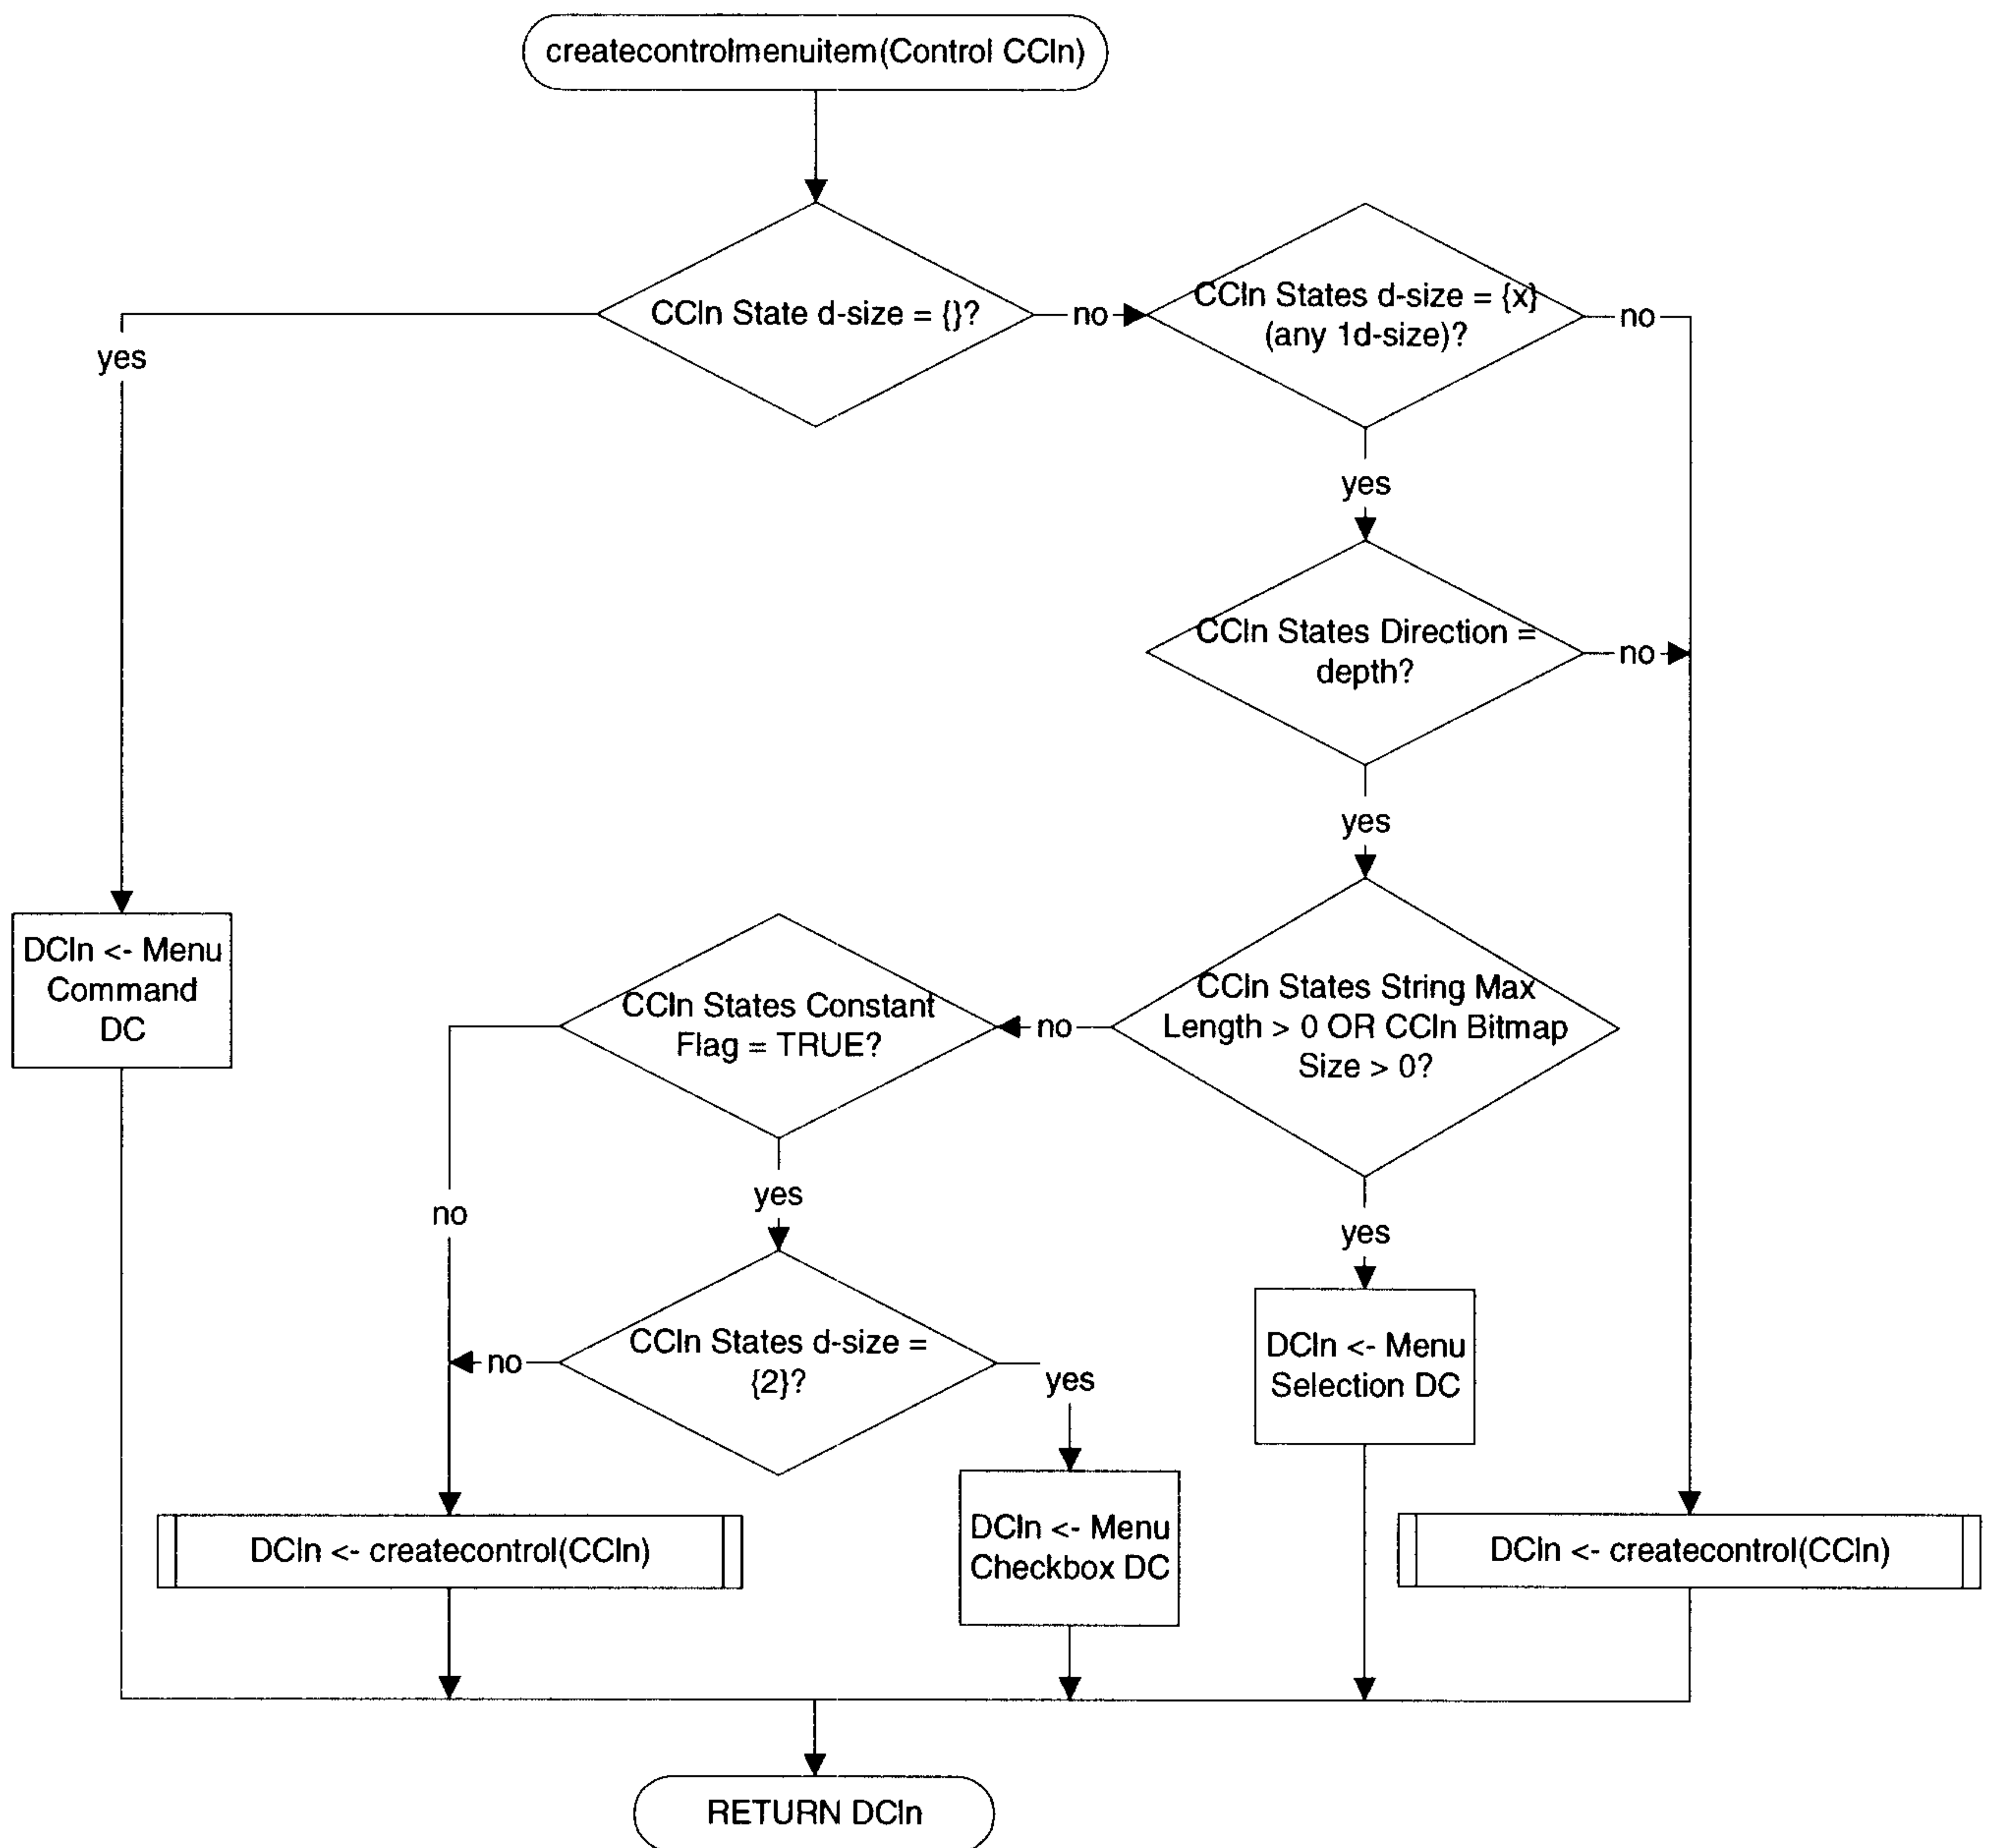 createcontrolmenuitem(Control CCIn)
CCIn State d-size = {}?
no
CCIn States d-size = {x}
(any 1d-size)?
no
yes
yes
CCIn States Direction =
depth?
no
yes
DCIn <- Menu
Command
DC
CCIn States Constant
Flag = TRUE?
no
CCIn States String Max
Length > 0 OR CCIn Bitmap
Size > 0?
yes
no
yes
CCIn States d-size =
{2}?
no
yes
DCIn <- Menu
Selection DC
DCIn <- createcontrol(CCIn)
DCIn <- Menu
Checkbox DC
DCIn <- createcontrol(CCIn)
RETURN DCIn